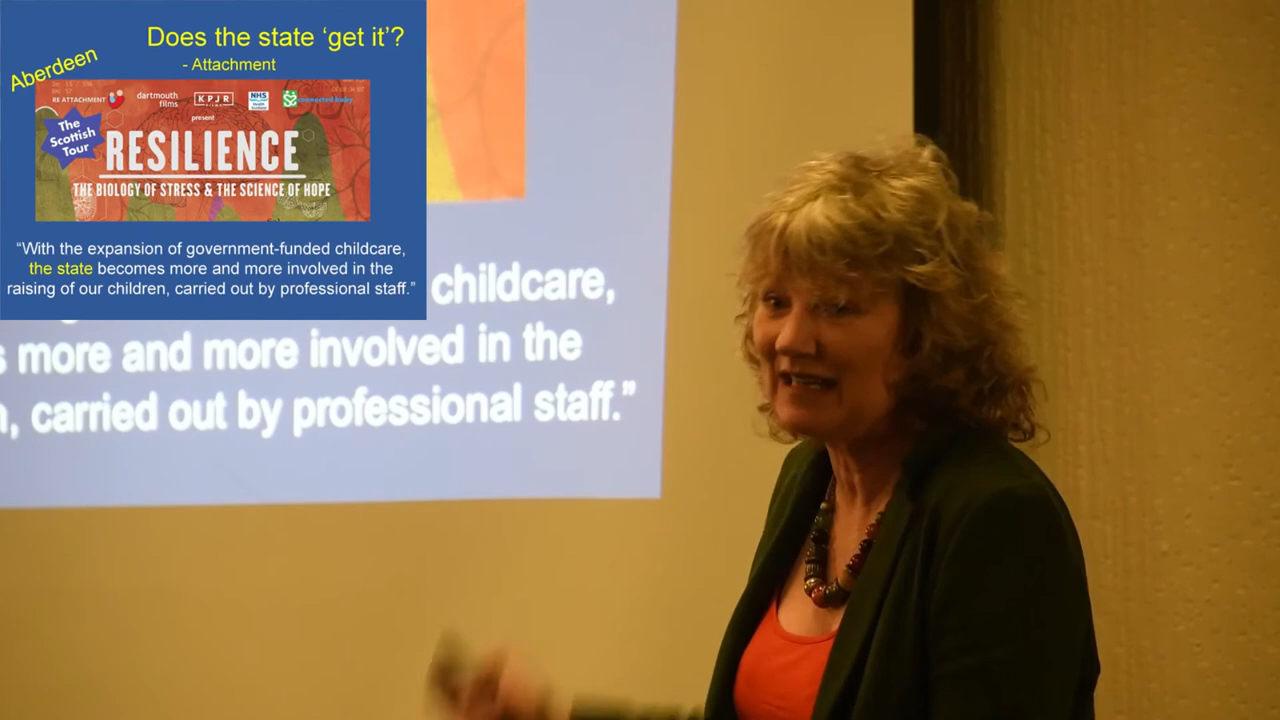 Does the state ‘get it’?
Aberdeen
- Attachment
RE ATTACHMENT
dartmouth
films
KPJR
FILMS
NHS
Health
Scotland
connected baby
present
The
Scottish
Tour
RESILIENCE
THE BIOLOGY OF STRESS & THE SCIENCE OF HOPE
“With the expansion of government-funded childcare,
the state becomes more and more involved in the
raising of our children, carried out by professional staff.”
childcare,
more and more involved in the
, carried out by professional staff.”